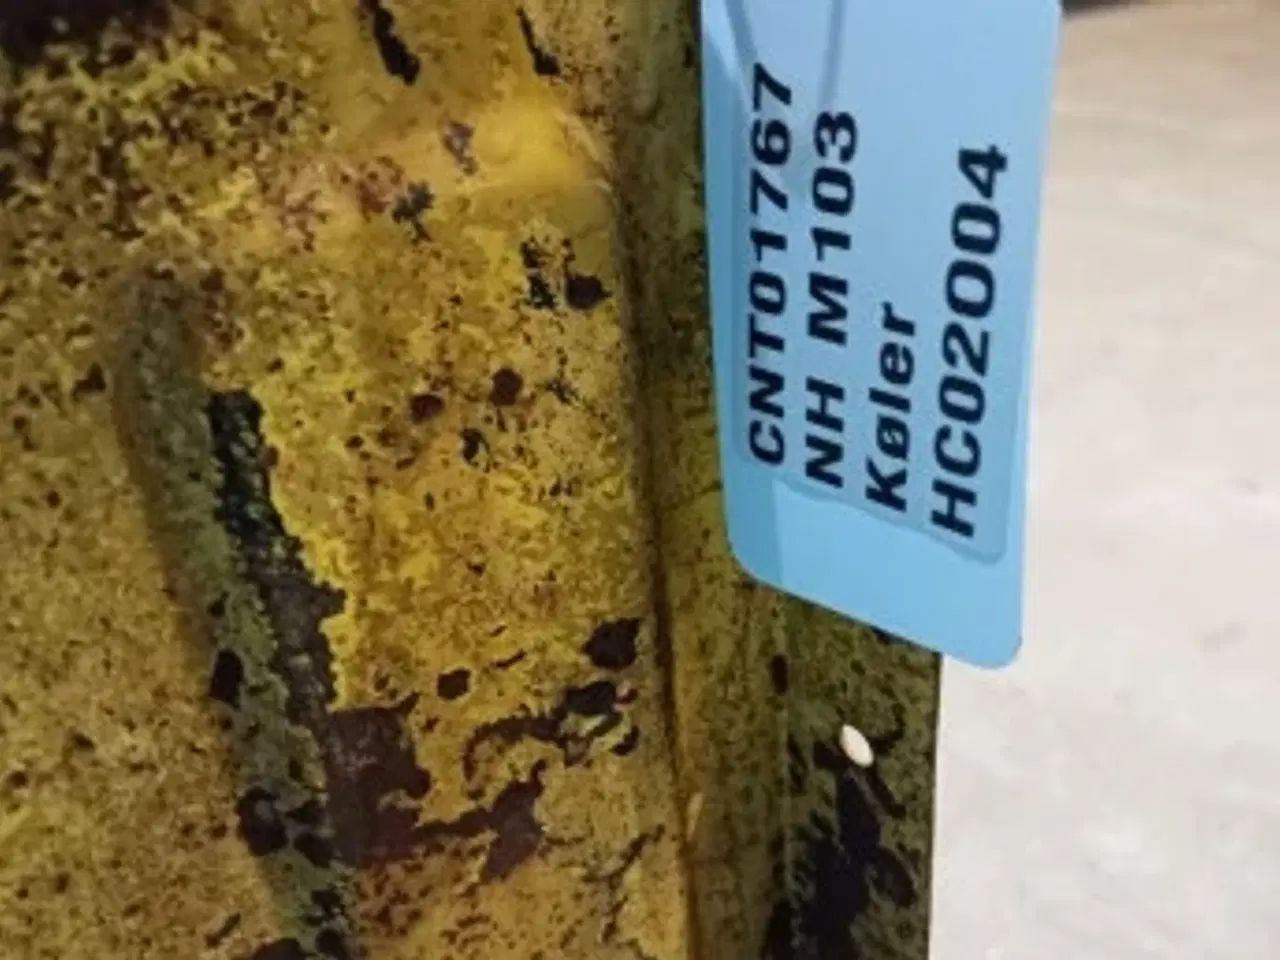 CNT01767
NH M103
Køler
HC02004